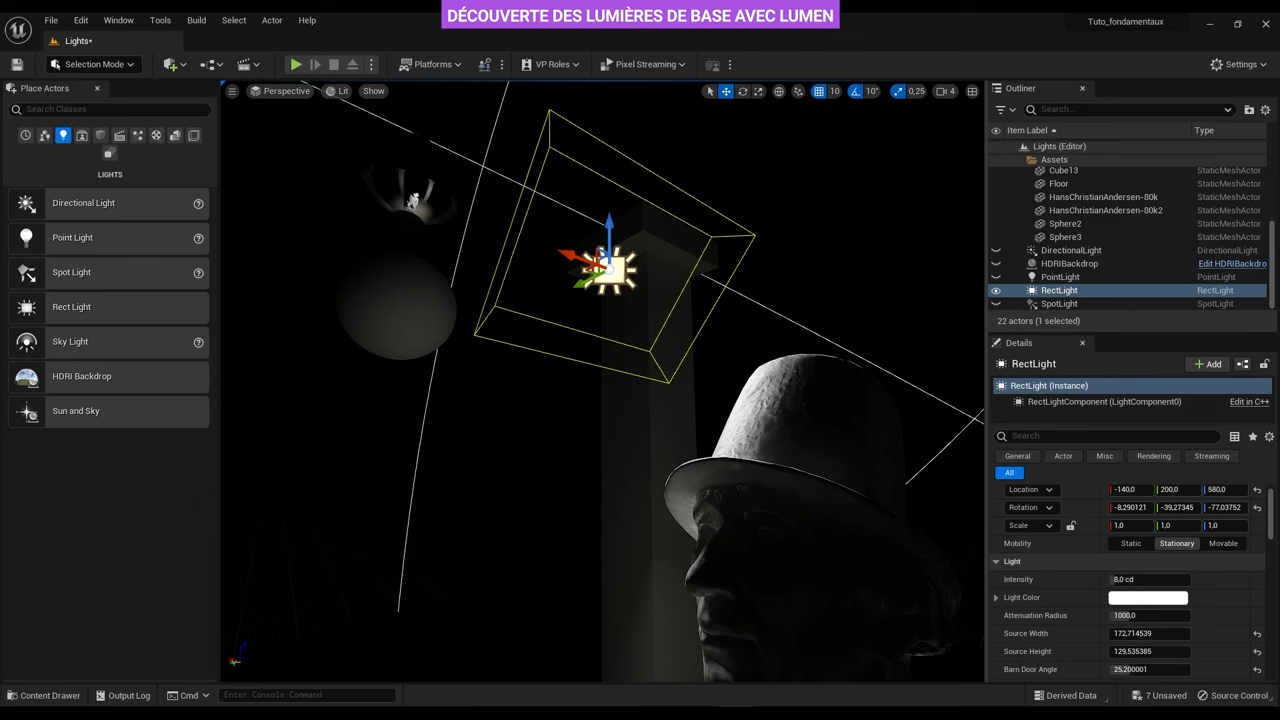 DÉCOUVERTE DES LUMIÈRES DE BASE AVEC LUMEN
File Edit Window Tools Build Select Actor Help
Tuto_fondamentaux
Lights•
Selection Mode
Platforms
VP Roles
Pixel Streaming
Settings
Place Actors
Search Classes
LIGHTS
Directional Light
Point Light
Spot Light
Rect Light
Sky Light
HDRI Backdrop
Sun and Sky
Perspective
Lit
Show
10
10°
0,25
4
Outliner
Search...
Item Label
Type
Lights (Editor)
Assets
Cube13 StaticMeshActor
Floor StaticMeshActor
HansChristianAndersen-80k StaticMeshActor
HansChristianAndersen-80k2 StaticMeshActor
Sphere2 StaticMeshActor
Sphere3 StaticMeshActor
DirectionalLight DirectionalLight
HDRIBackdrop Edit HDRIBackdro
PointLight PointLight
RectLight RectLight
SpotLight SpotLight
22 actors (1 selected)
Details
RectLight
Add
RectLight (Instance)
RectLightComponent (LightComponent0) Edit in C++
Search
General Actor Misc Rendering Streaming
All
Location -140,0 200,0 580,0
Rotation -8,290121 -39,27345 -77,03752
Scale 1,0 1,0 1,0
Mobility Static Stationary Movable
Light
Intensity 8,0 cd
Light Color
Attenuation Radius 1000,0
Source Width 172,714539
Source Height 129,535385
Barn Door Angle 25,200001
Content Drawer
Output Log
Cmd
Enter Console Command
Derived Data
7 Unsaved
Source Control